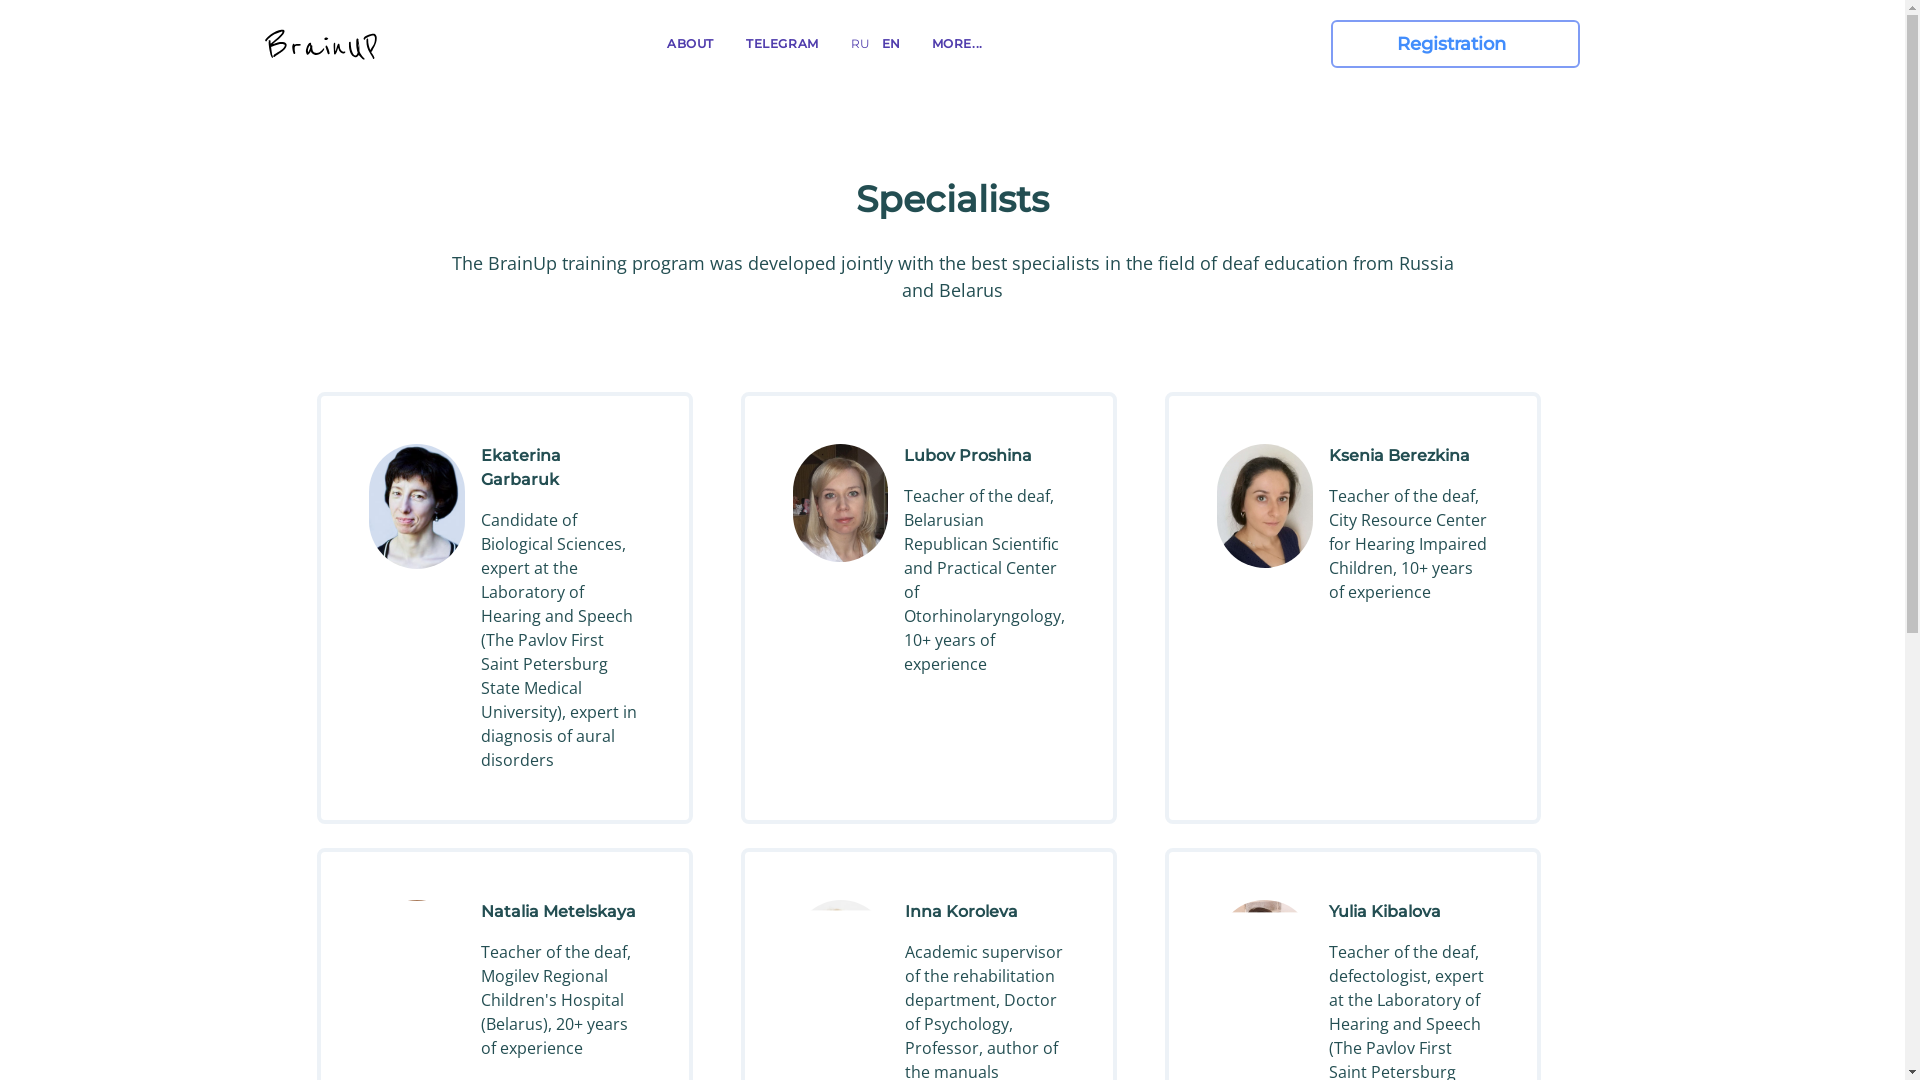 BrainUP
ABOUT
TELEGRAM
RU
EN
MORE...
Registration
Specialists
The BrainUp training program was developed jointly with the best specialists in the field of deaf education from Russia
and Belarus
Ekaterina
Garbaruk
Candidate of
Biological Sciences,
expert at the
Laboratory of
Hearing and Speech
(The Pavlov First
Saint Petersburg
State Medical
University), expert in
diagnosis of aural
disorders
Lubov Proshina
Teacher of the deaf,
Belarusian
Republican Scientific
and Practical Center
of
Otorhinolaryngology,
10+ years of
experience
Ksenia Berezkina
Teacher of the deaf,
City Resource Center
for Hearing Impaired
Children, 10+ years
of experience
Natalia Metelskaya
Teacher of the deaf,
Mogilev Regional
Children's Hospital
(Belarus), 20+ years
of experience
Inna Koroleva
Academic supervisor
of the rehabilitation
department, Doctor
of Psychology,
Professor, author of
the manuals
Yulia Kibalova
Teacher of the deaf,
defectologist, expert
at the Laboratory of
Hearing and Speech
(The Pavlov First
Saint Petersburg